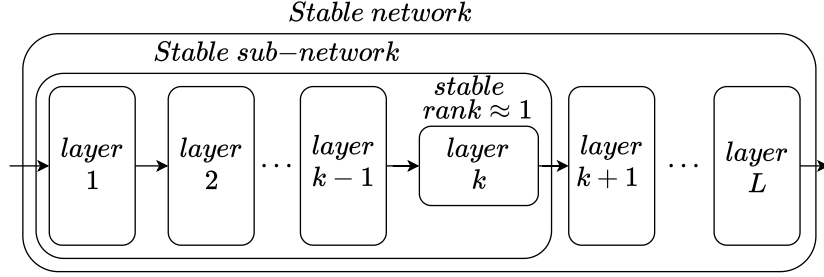 Stable network
Stable sub−network
stable
rank ≈ 1
layer
1
layer
2
···
layer
k − 1
layer
k
layer
k + 1
···
layer
L